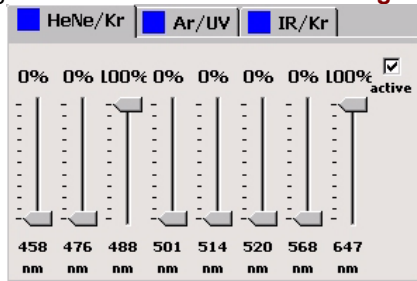 HeNe/Kr Ar/UV IR/Kr
0% 0% 100% 0% 0% 0% 0% 100%
active
458 476 488 501 514 520 568 647
nm nm nm nm nm nm nm nm